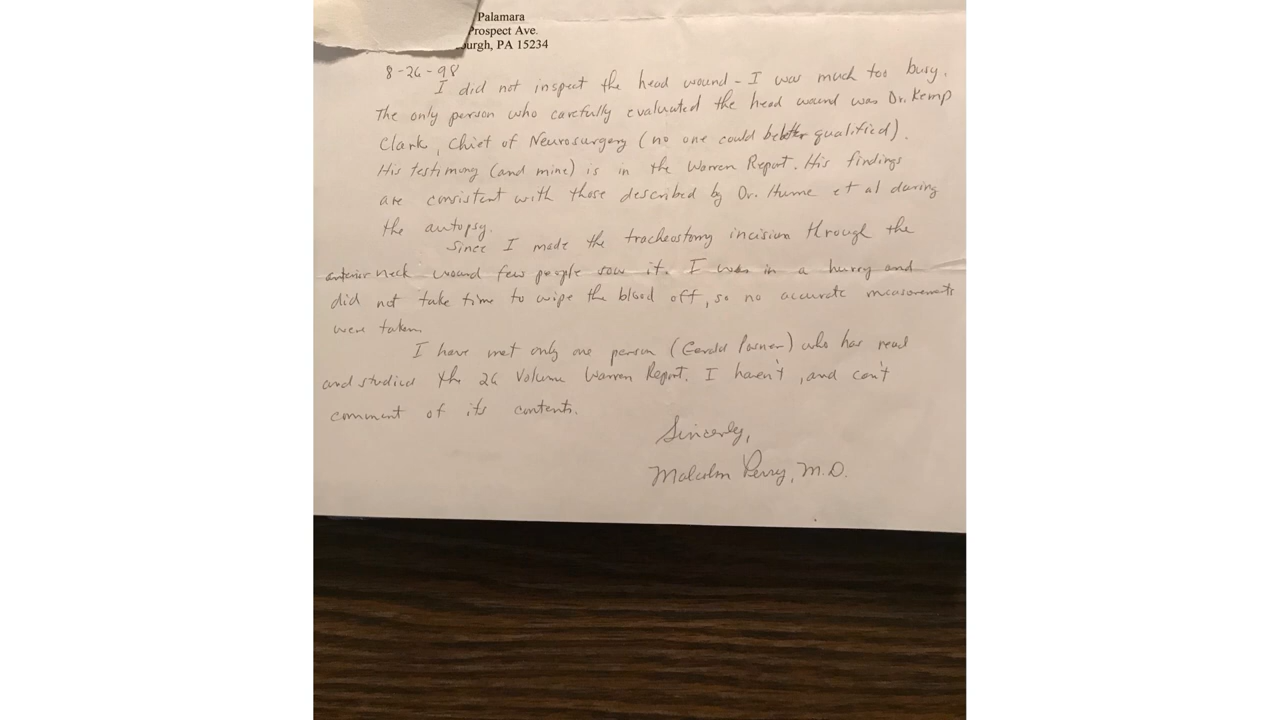 Palamara
Prospect Ave.
burgh, PA 15234
8-26-98
I did not inspect the head wound - I was much too busy.
The only person who carefully evaluated the head wound was Dr. Kemp
Clark, Chief of Neurosurgery (no one could be better qualified).
His testimony (and mine) is in the Warren Report. His findings
are consistent with those described by Dr. Hume et al during
the autopsy.
Since I made the tracheostomy incision through the
anterior neck wound few people saw it. I was in a hurry and
did not take time to wipe the blood off, so no accurate measurements
were taken.
I have met only one person (Gerald Posner) who has read
and studied the 26 Volume Warren Report. I haven't, and can't
comment of its contents.
Sincerly,
Malcolm Perry, M.D.